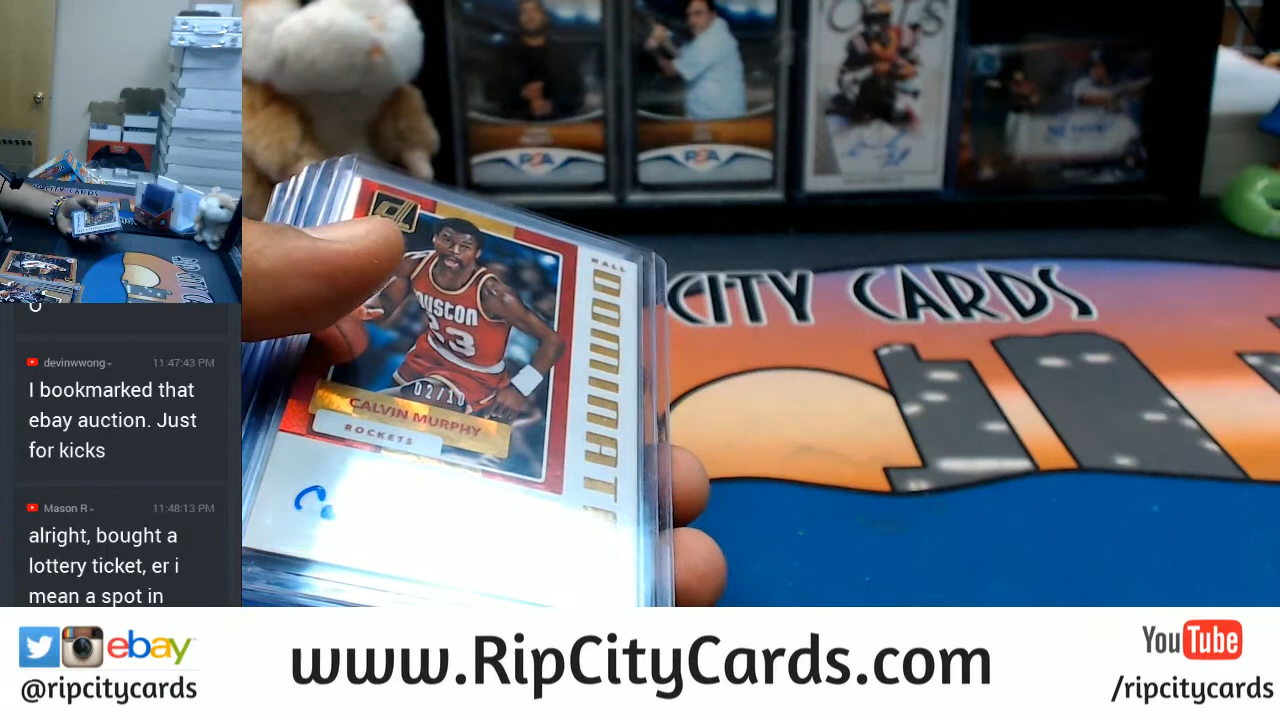 devinwwong
11:47:43 PM
I bookmarked that
ebay auction. Just
for kicks
Mason R
11:48:13 PM
alright, bought a
lottery ticket, er i
mean a spot in
HALL
DOMINAT
HOUSTON
23
02/10
CALVIN MURPHY
ROCKETS
CITY CARDS
ebay
@ripcitycards
www.RipCityCards.com
YouTube
/ripcitycards